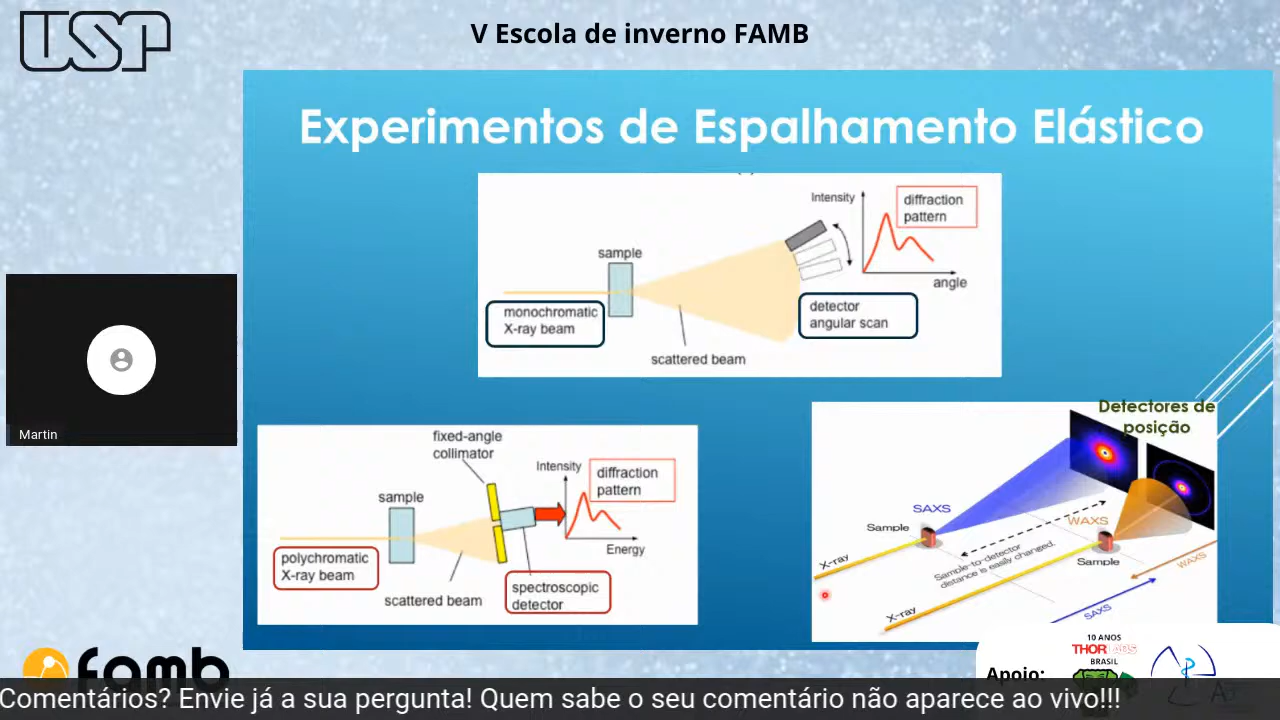 USP
V Escola de inverno FAMB
Experimentos de Espalhamento Elástico
Intensity
diffraction
pattern
sample
angle
monochromatic
X-ray beam
detector
angular scan
scattered beam
Martin
fixed-angle
collimator
Intensity
diffraction
pattern
sample
Energy
polychromatic
X-ray beam
scattered beam
spectroscopic
detector
Detectores de
posição
SAXS
Sample
WAXS
Sample-to-detector
distance is easily changed.
Sample
X-ray
WAXS
X-ray
SAXS
famb
Apoio:
10 ANOS
THORLABS
BRASIL
Comentários? Envie já a sua pergunta! Quem sabe o seu comentário não aparece ao vivo!!!